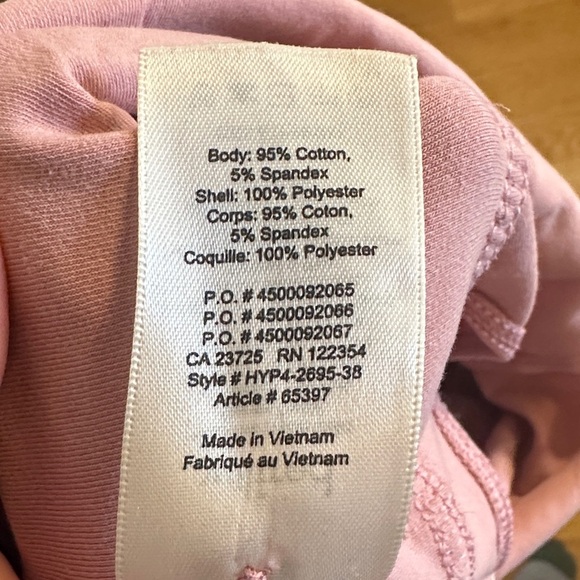 Body: 95% Cotton,
5% Spandex
Shell: 100% Polyester
Corps: 95% Coton,
5% Spandex
Coquille: 100% Polyester
P.O. # 4500092065
P.O. # 4500092066
P.O. # 4500092067
CA 23725 RN 122354
Style # HYP4-2695-38
Article # 65397
Made in Vietnam
Fabriqué au Vietnam